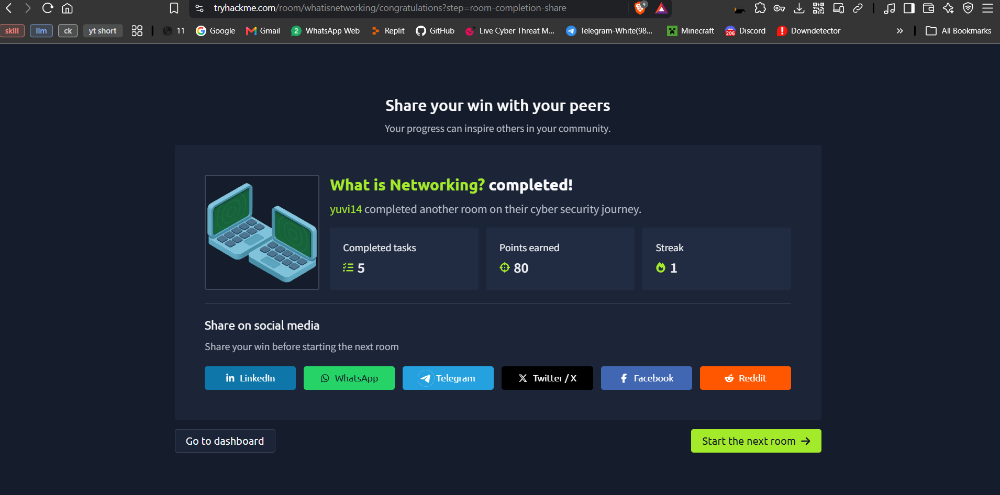 tryhackme.com/room/whatisnetworking/congratulations?step=room-completion-share
9
skill llm ck yt short 11 Google Gmail 2 WhatsApp Web Replit GitHub Live Cyber Threat M... Telegram-White(98... Minecraft 206 Discord Downdetector » All Bookmarks
Share your win with your peers
Your progress can inspire others in your community.
What is Networking? completed!
yuvi14 completed another room on their cyber security journey.
Completed tasks Points earned Streak
5 80 1
Share on social media
Share your win before starting the next room
in LinkedIn WhatsApp Telegram X Twitter / X f Facebook Reddit
Go to dashboard Start the next room →